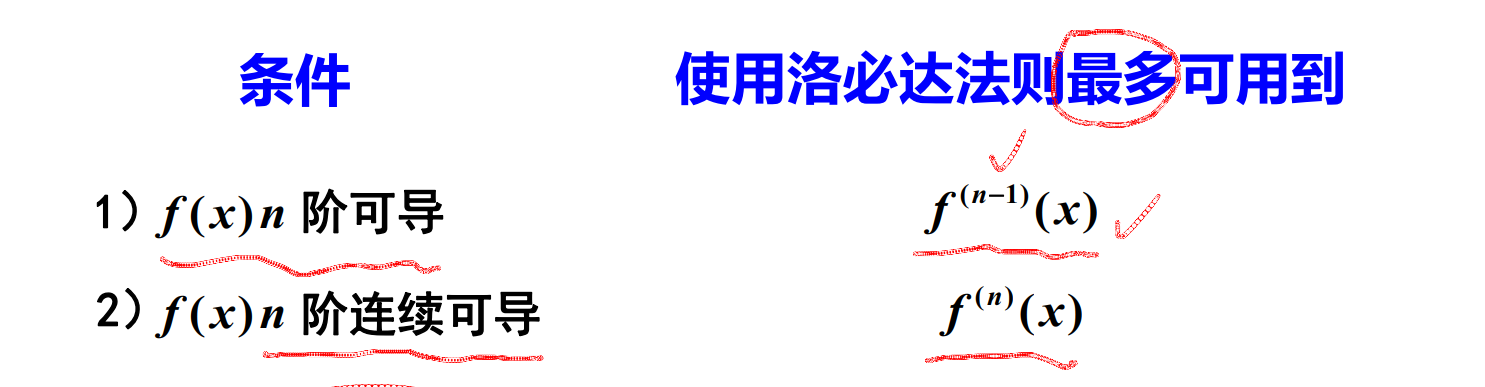 条件 使用洛必达法则最多可用到
1) f(x)n 阶可导 f^{(n-1)}(x)
2) f(x)n 阶连续可导 f^{(n)}(x)